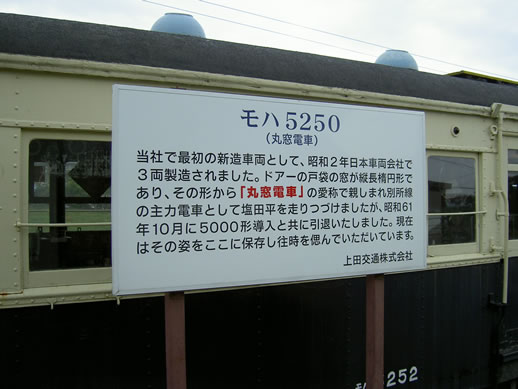 モハ5250
（丸窓電車）
当社で最初の新造車両として、昭和2年日本車両会社で
3両製造されました。ドアーの戸袋の窓が縦長楕円形で
あり、その形から「丸窓電車」の愛称で親しまれ別所線
の主力電車として塩田平を走りつづけましたが、昭和61
年10月に5000形導入と共に引退いたしました。現在
はその姿をここに保存し往時を偲んでいただいています。
上田交通株式会社
モハ5252